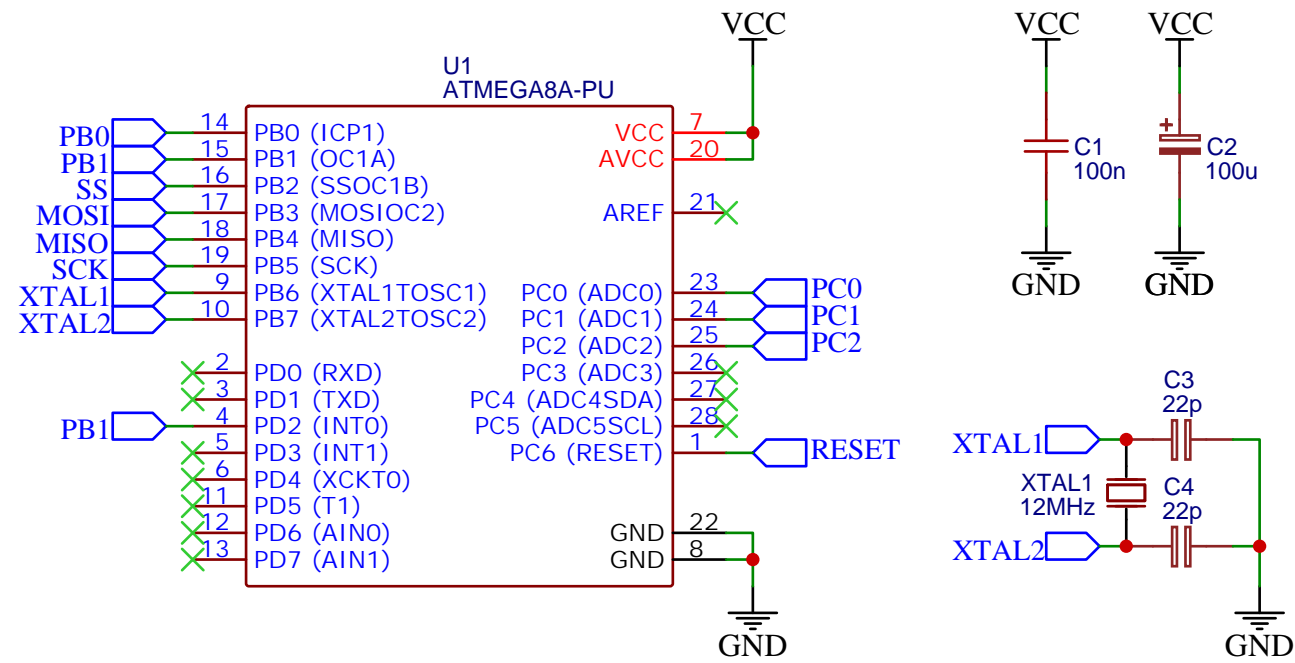 VCC
VCC
VCC
U1
ATMEGA8A-PU
PB0 14 PB0 (ICP1) VCC 7
PB1 15 PB1 (OC1A) AVCC 20
SS 16 PB2 (SSOC1B)
MOSI 17 PB3 (MOSIOC2) AREF 21
MISO 18 PB4 (MISO)
SCK 19 PB5 (SCK)
XTAL1 9 PB6 (XTAL1TOSC1) PC0 (ADC0) 23 PC0
XTAL2 10 PB7 (XTAL2TOSC2) PC1 (ADC1) 24 PC1
PC2 (ADC2) 25 PC2
2 PD0 (RXD) PC3 (ADC3) 26
3 PD1 (TXD) PC4 (ADC4SDA) 27
PB1 4 PD2 (INT0) PC5 (ADC5SCL) 28
5 PD3 (INT1) PC6 (RESET) 1 RESET
6 PD4 (XCKT0)
11 PD5 (T1)
12 PD6 (AIN0) GND 22
13 PD7 (AIN1) GND 8
GND
+
C1
100n
C2
100u
GND
GND
C3
22p
XTAL1
XTAL1
12MHz
C4
22p
XTAL2
GND